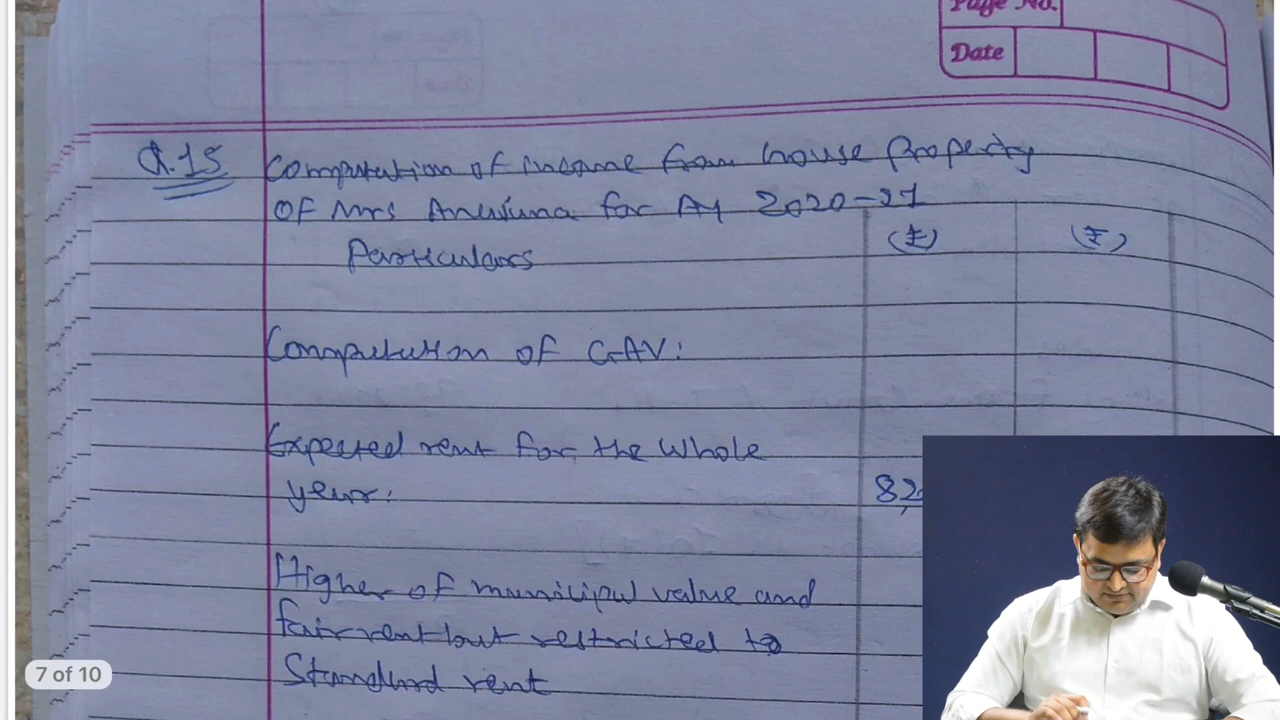 Page No.
Date
Q.15 Computation of income from house property
of Mrs for AY 2020-21
Particulars (₹) (₹)
Computation of GAV:
Expected rent for the whole
year: 82
Higher of municipal value and
fair rent but restricted to
Standard rent
7 of 10